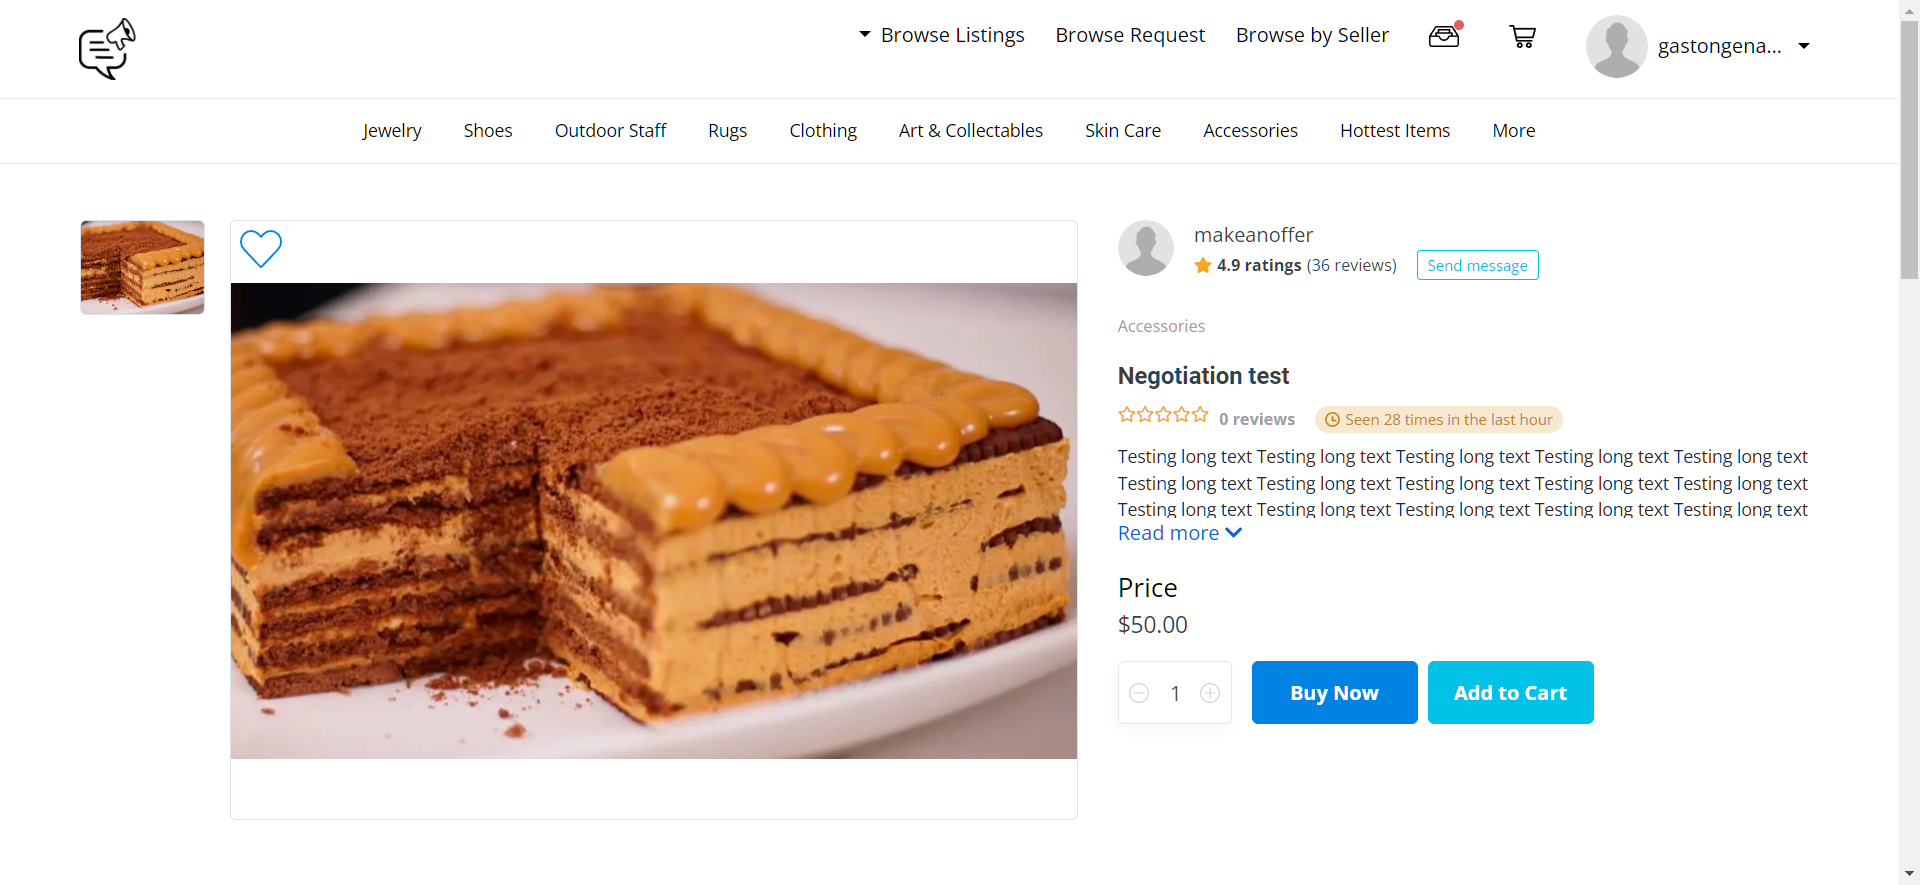 Browse Listings Browse Request Browse by Seller gastongena...
Jewelry Shoes Outdoor Staff Rugs Clothing Art & Collectables Skin Care Accessories Hottest Items More
makeanoffer
4.9 ratings (36 reviews) Send message
Accessories
Negotiation test
0 reviews Seen 28 times in the last hour
Testing long text Testing long text Testing long text Testing long text Testing long text
Testing long text Testing long text Testing long text Testing long text Testing long text
Testing long text Testing long text Testing long text Testing long text Testing long text
Read more
Price
$50.00
1 Buy Now Add to Cart